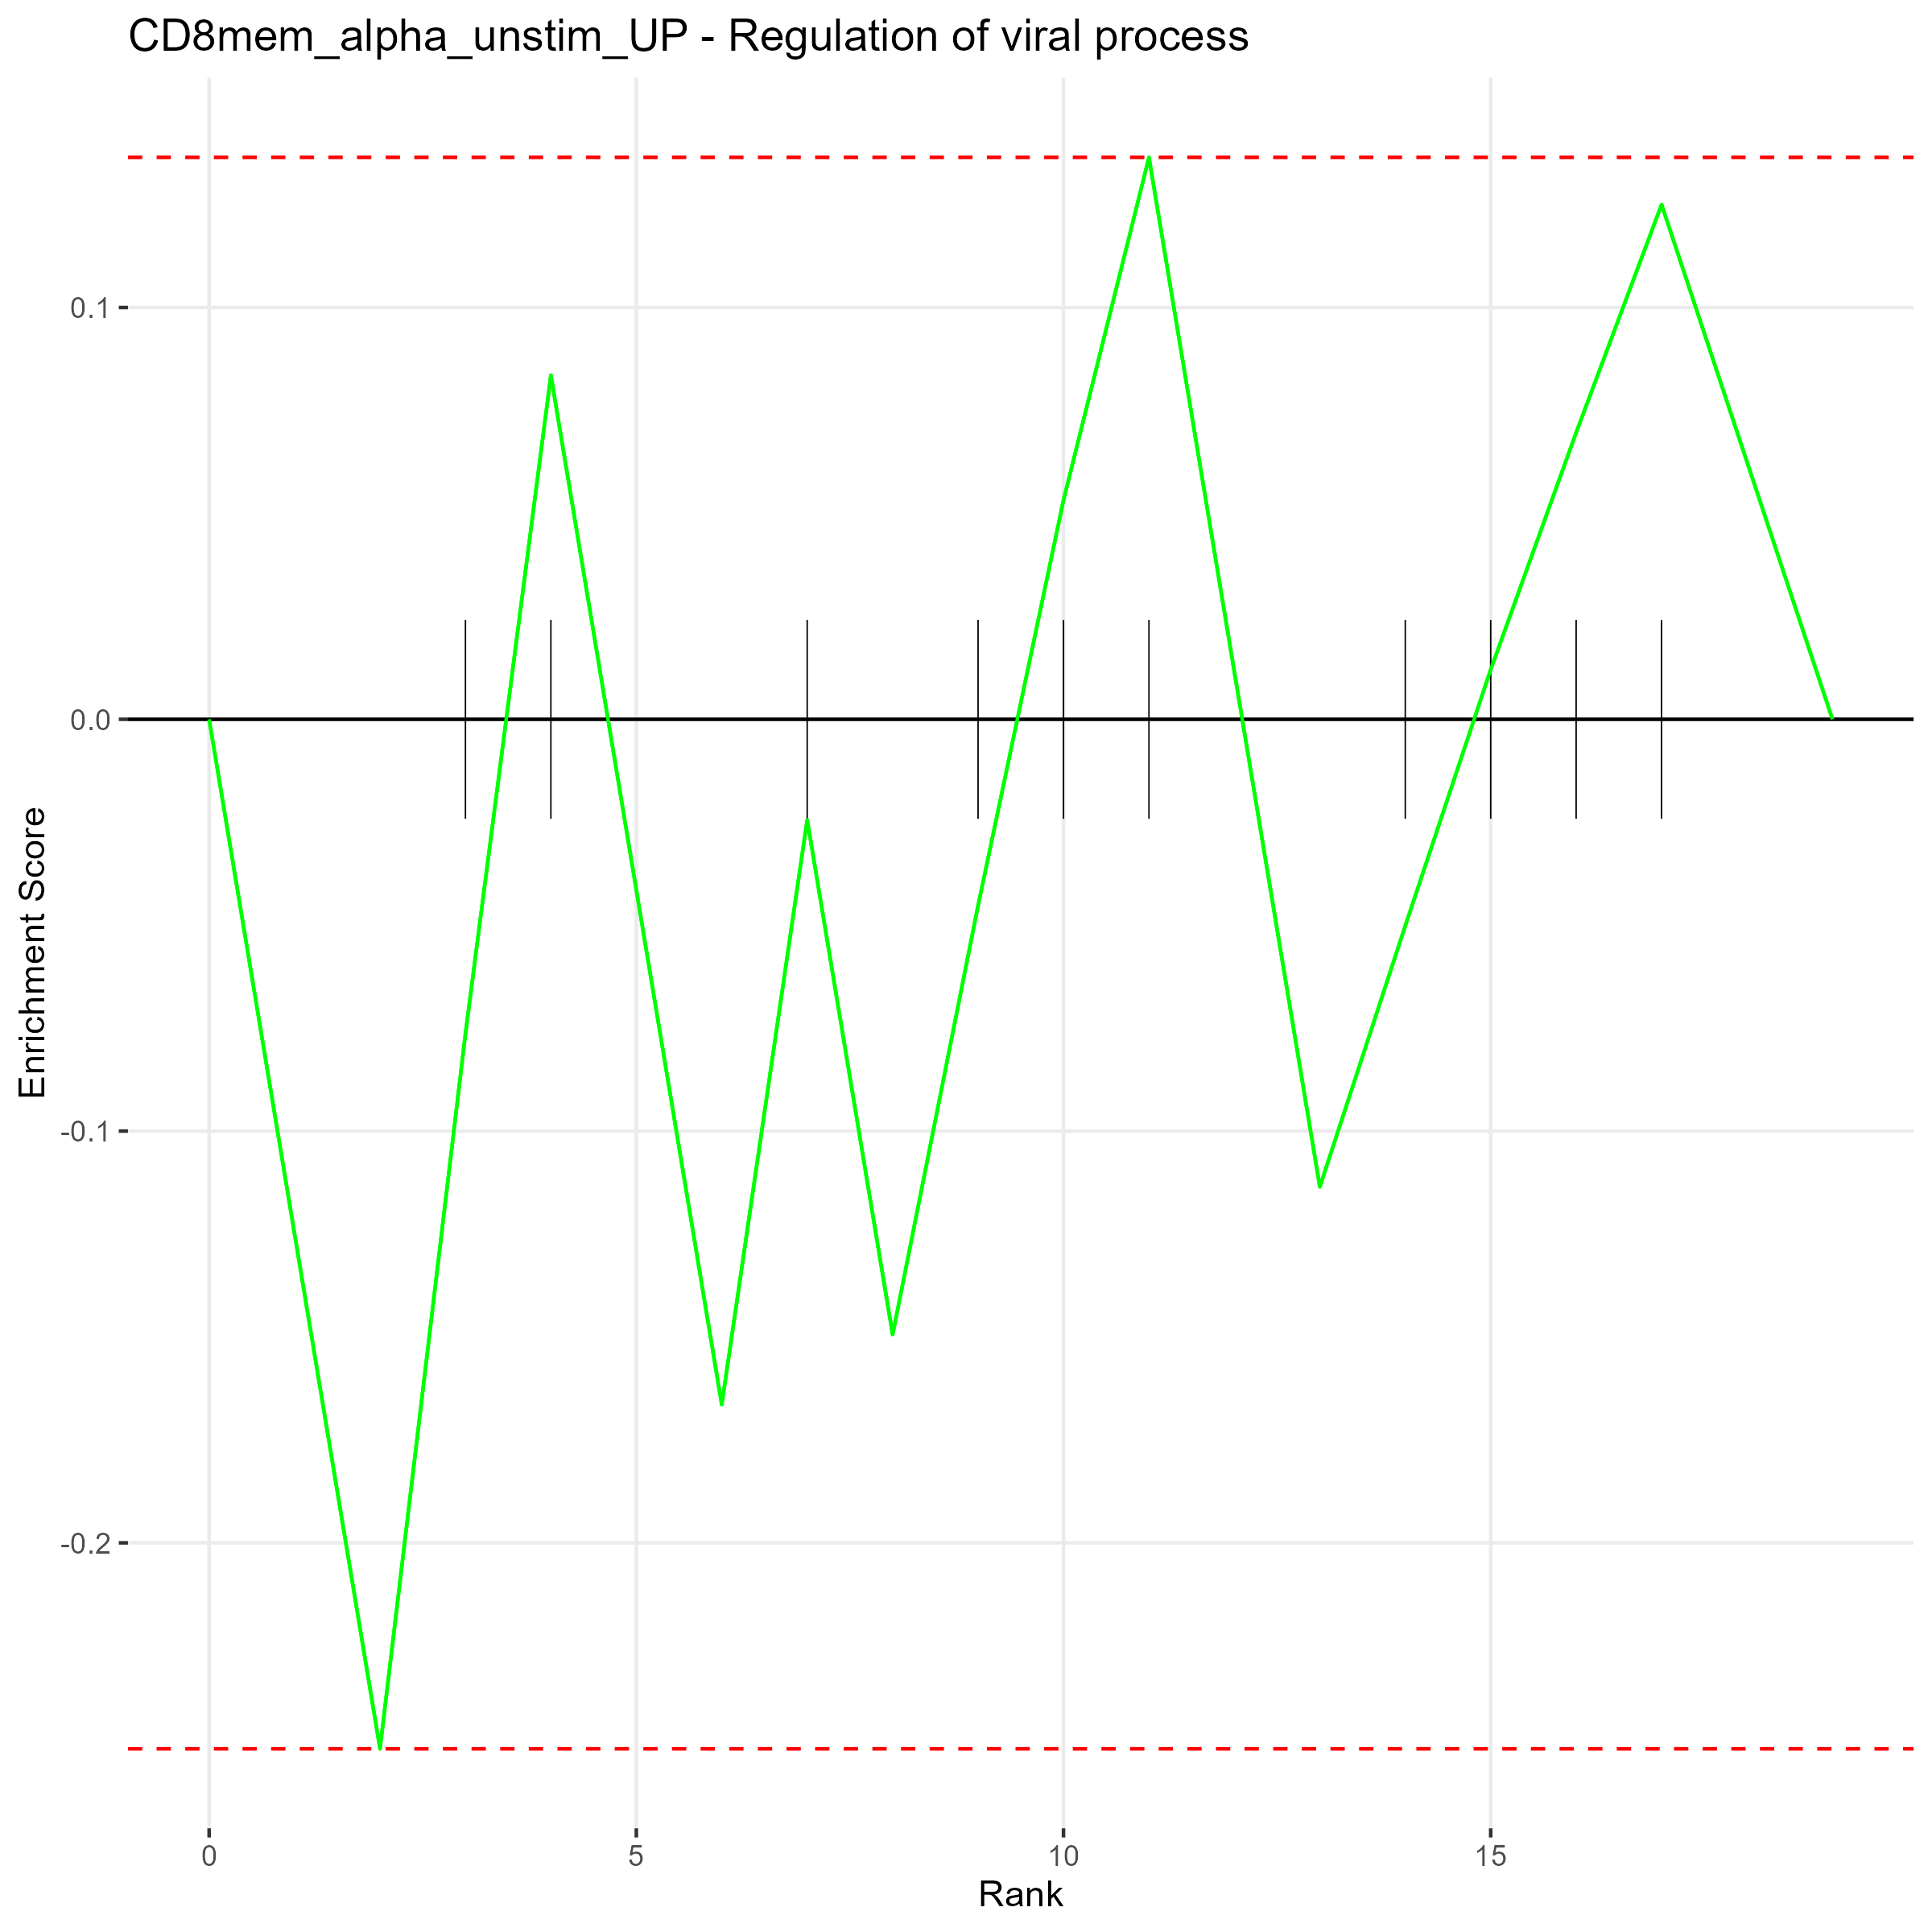 CD8mem_alpha_unstim_UP - Regulation of viral process
0.1
0.0
-0.1
-0.2
Enrichment Score
0 5 10 15
Rank